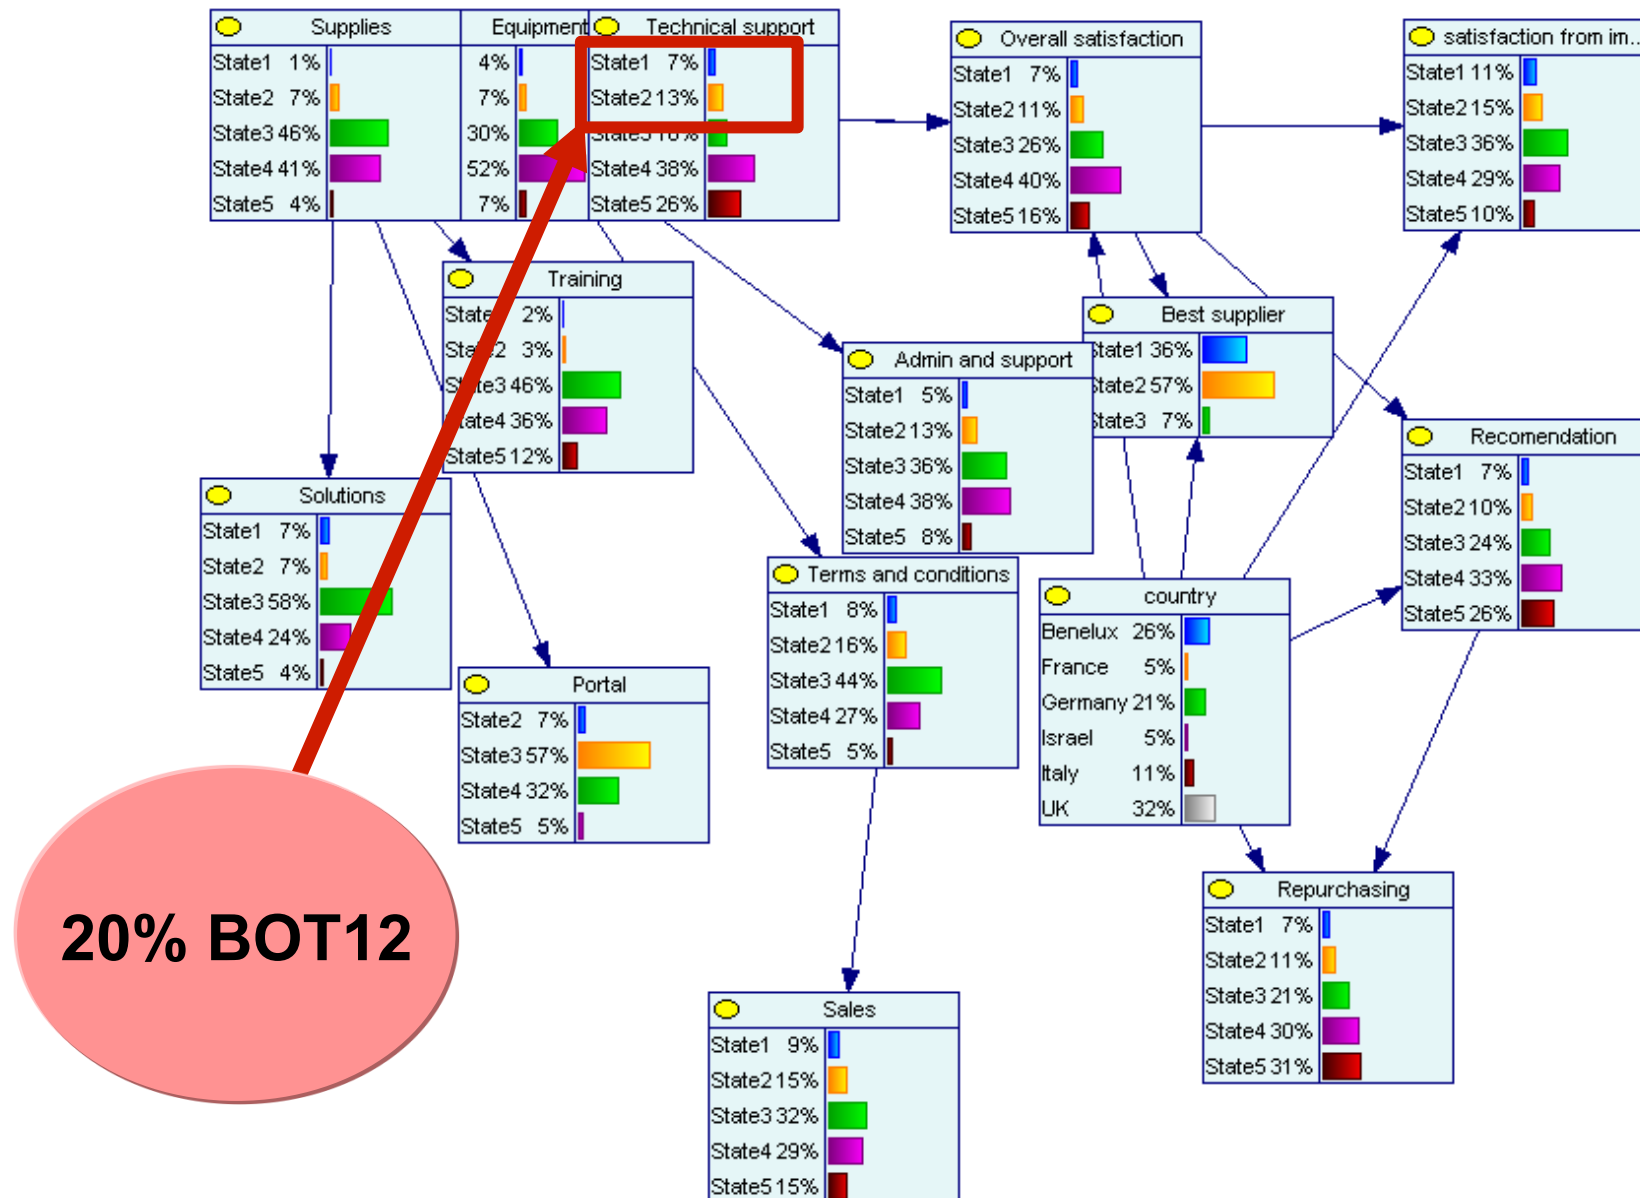 Supplies
State1 1%
State2 7%
State3 46%
State4 41%
State5 4%
Equipment
4%
7%
30%
52%
7%
Technical support
State1 7%
State2 13%
State4 38%
State5 26%
Overall satisfaction
State1 7%
State2 11%
State3 26%
State4 40%
State5 16%
satisfaction from im...
State1 11%
State2 15%
State3 36%
State4 29%
State5 10%
Training
2%
3%
46%
State4 36%
State5 12%
Best supplier
State1 36%
State2 57%
State3 7%
Admin and support
State1 5%
State2 13%
State3 36%
State4 38%
State5 8%
Recomendation
State1 7%
State2 10%
State3 24%
State4 33%
State5 26%
Solutions
State1 7%
State2 7%
State3 58%
State4 24%
State5 4%
Terms and conditions
State1 8%
State2 16%
State3 44%
State4 27%
State5 5%
country
Benelux 26%
France 5%
Germany 21%
Israel 5%
Italy 11%
UK 32%
Portal
State2 7%
State3 57%
State4 32%
State5 5%
20% BOT12
Repurchasing
State1 7%
State2 11%
State3 21%
State4 30%
State5 31%
Sales
State1 9%
State2 15%
State3 32%
State4 29%
State5 15%